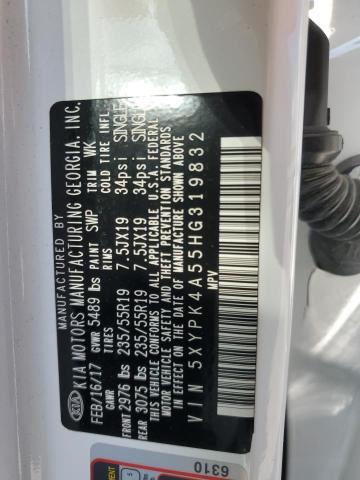 MANUFACTURED BY
KIA KIA MOTORS MANUFACTURING GEORGIA, INC.
FEB/16/17 GVWR 5489 lbs PAINT SWP TRIM WK
GAWR TIRES RIMS COLD TIRE INFL.
FRONT 2976 lbs 235/55R19 7.5JX19 34psi SINGLE
REAR 3075 lbs 235/55R19 7.5JX19 34psi SINGLE
THIS VEHICLE CONFORMS TO ALL APPLICABLE U.S.A. FEDERAL
MOTOR VEHICLE SAFETY AND THEFT PREVENTION STANDARDS
IN EFFECT ON THE DATE OF MANUFACTURE SHOWN ABOVE.
MPV
VIN 5XYPK4A55HG319832
6310